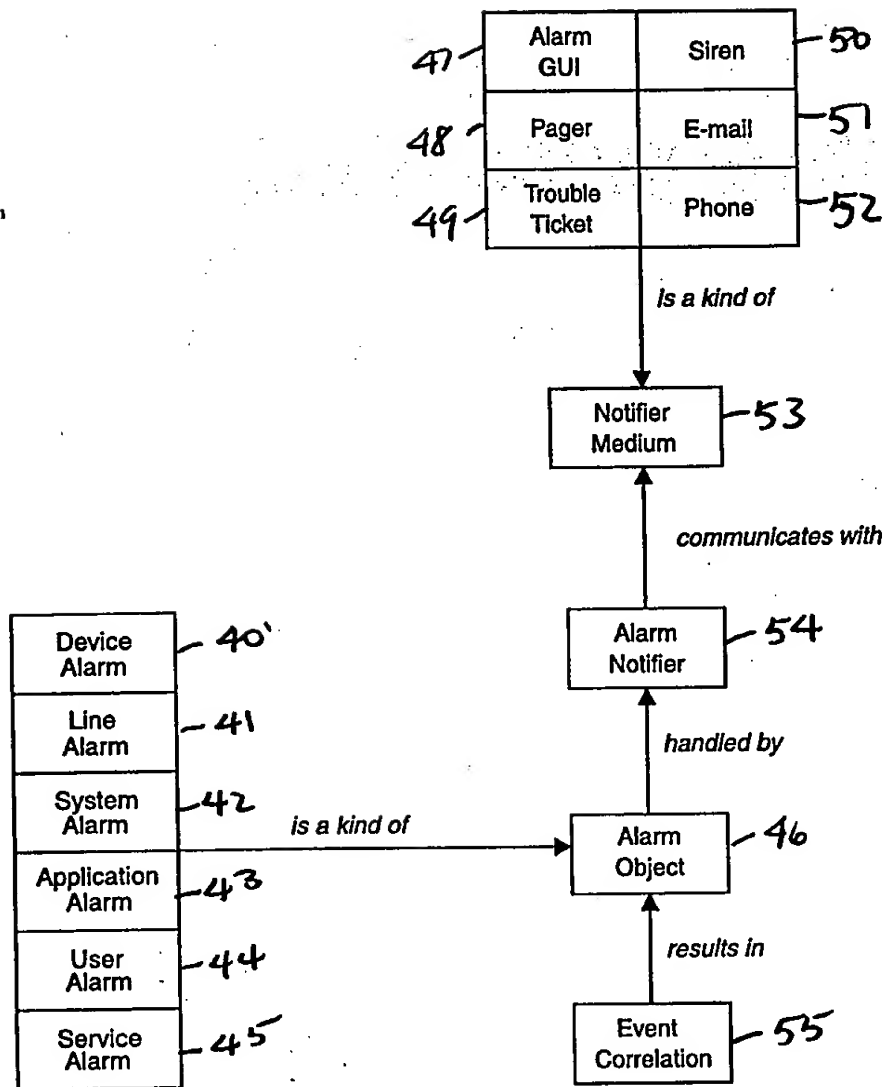 47
Alarm
GUI
Siren
50
48
Pager
E-mail
51
49
Trouble
Ticket
Phone
52
is a kind of
Notifier
Medium
53
communicates with
Alarm
Notifier
54
handled by
Device
Alarm
40'
Line
Alarm
41
System
Alarm
42
is a kind of
Alarm
Object
46
Application
Alarm
43
User
Alarm
44
results in
Service
Alarm
45
Event
Correlation
55